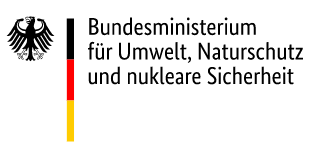 Bundesministerium
für Umwelt, Naturschutz
und nukleare Sicherheit